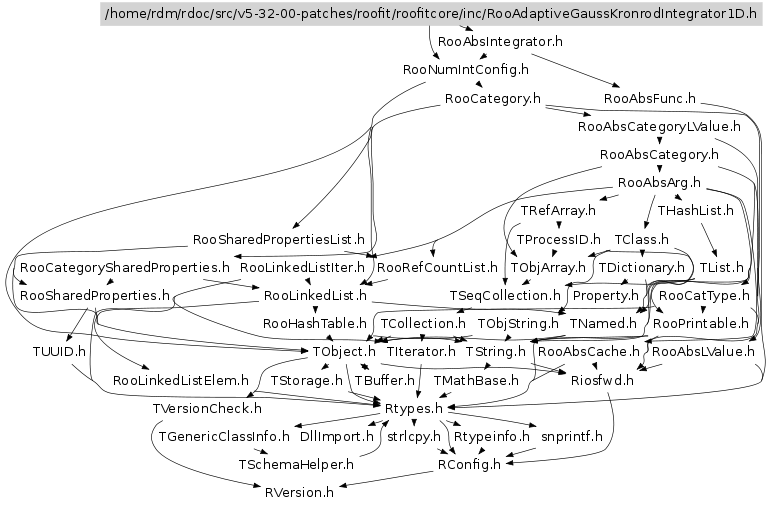 /home/rdm/rdoc/src/v5-32-00-patches/roofit/roofitcore/inc/RooAdaptiveGaussKronrodIntegrator1D.h
RooAbsIntegrator.h
RooNumIntConfig.h
RooCategory.h RooAbsFunc.h
RooAbsCategoryLValue.h
RooAbsCategory.h
RooAbsArg.h
TRefArray.h THashList.h
RooSharedPropertiesList.h TProcessID.h TClass.h
RooCategorySharedProperties.h RooLinkedListIter.h RooRefCountList.h TObjArray.h TDictionary.h TList.h
RooSharedProperties.h RooLinkedList.h TSeqCollection.h Property.h RooCatType.h
RooHashTable.h TCollection.h TObjString.h TNamed.h RooPrintable.h
TUUID.h TObject.h TIterator.h TString.h RooAbsCache.h RooAbsLValue.h
RooLinkedListElem.h TStorage.h TBuffer.h TMathBase.h Riosfwd.h
TVersionCheck.h Rtypes.h
TGenericClassInfo.h DllImport.h strlcpy.h Rtypeinfo.h snprintf.h
TSchemaHelper.h RConfig.h
RVersion.h